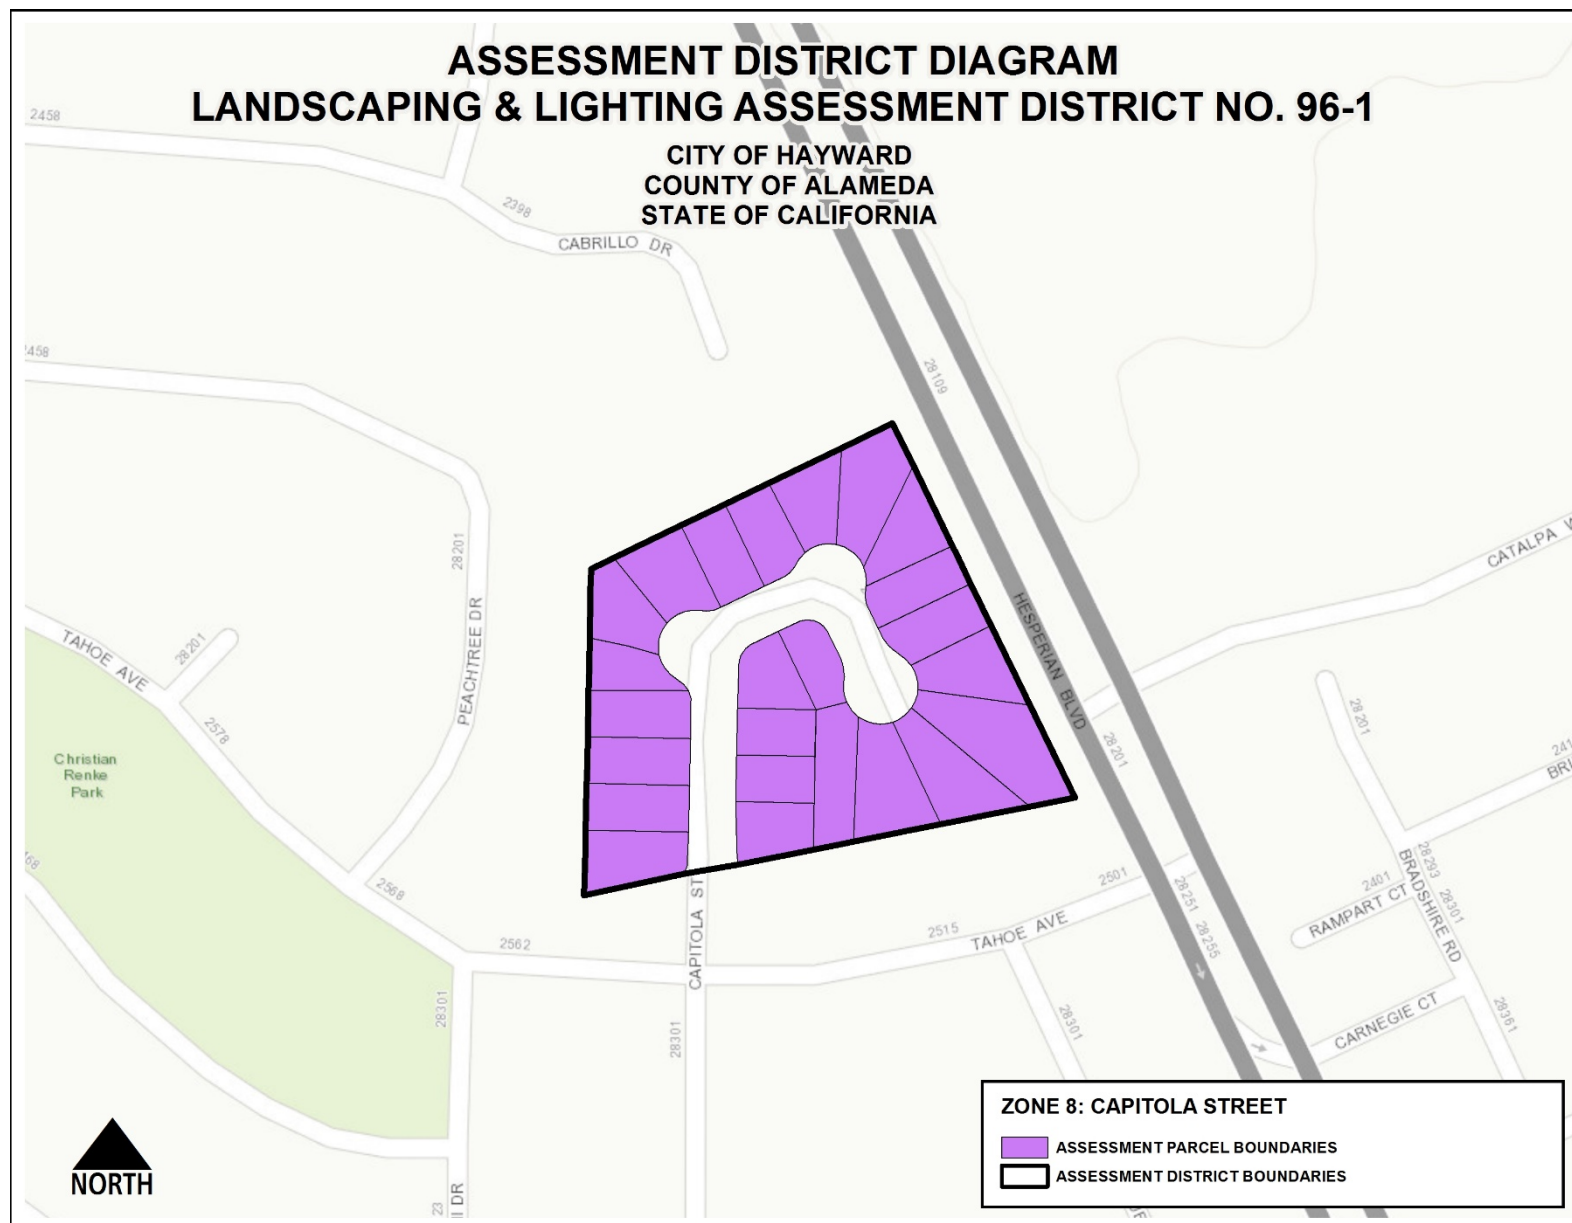 ASSESSMENT DISTRICT DIAGRAM
LANDSCAPING & LIGHTING ASSESSMENT DISTRICT NO. 96-1
CITY OF HAYWARD
COUNTY OF ALAMEDA
STATE OF CALIFORNIA
2458
2398
CABRILLO DR
28109
28201
PEACHTREE DR
CATALPA
HESPERIAN BLVD
TAHOE AVE
28201
2578
Christian
Renke
Park
28201
28201
2568
2562
2515
TAHOE AVE
2501
28251
28255
2401
RAMPART CT
28293
28301
BRADSHIRE RD
CAPITOLA ST
28301
28301
28301
CARNEGIE CT
28361
ZONE 8: CAPITOLA STREET
ASSESSMENT PARCEL BOUNDARIES
ASSESSMENT DISTRICT BOUNDARIES
NORTH
23
DR